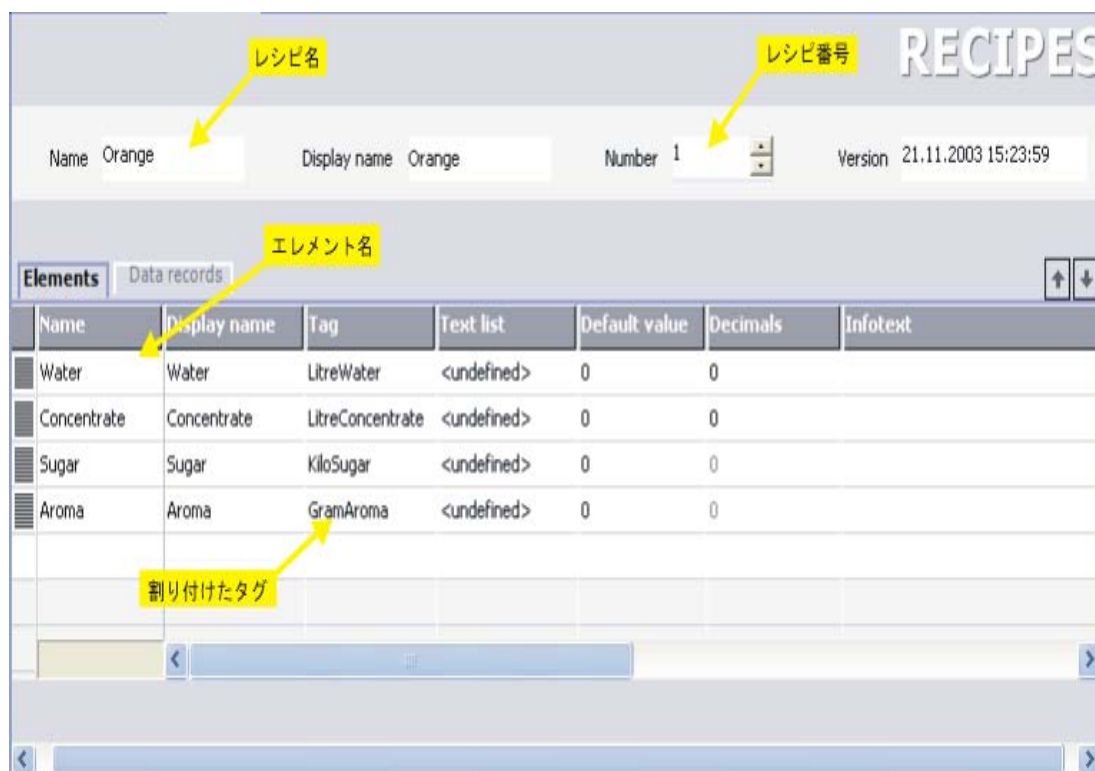 レシピ名
レシピ番号
RECIPES
Name Orange Display name Orange Number 1 Version 21.11.2003 15:23:59
エレメント名
Elements Data records
Name Display name Tag Text list Default value Decimals Infotext
Water Water LitreWater <undefined> 0 0
Concentrate Concentrate LitreConcentrate <undefined> 0 0
Sugar Sugar KiloSugar <undefined> 0 0
Aroma Aroma GramAroma <undefined> 0 0
割り付けたタグ